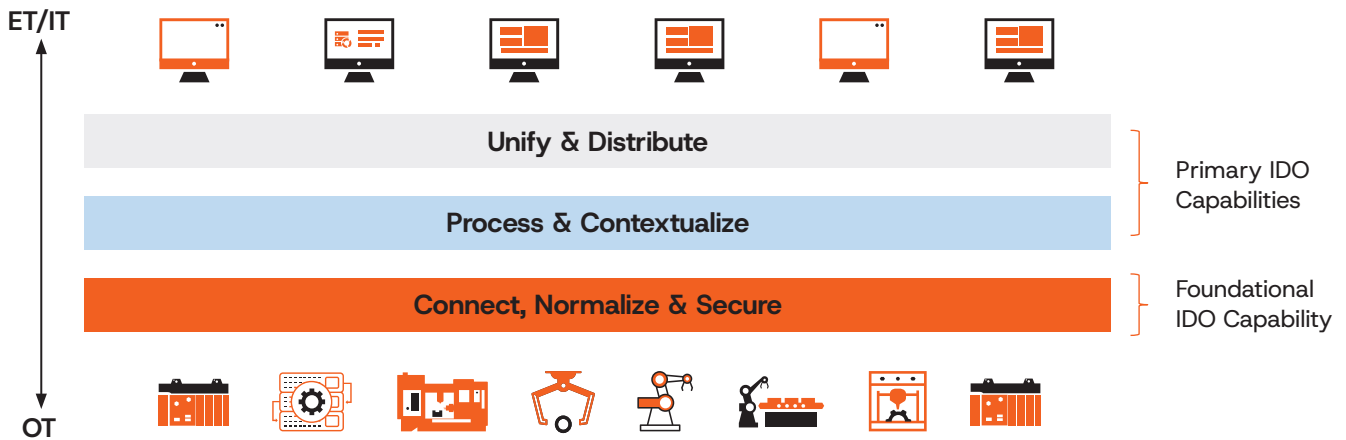 ET/IT
Unify & Distribute
Primary IDO
Capabilities
Process & Contextualize
Connect, Normalize & Secure
Foundational
IDO Capability
OT